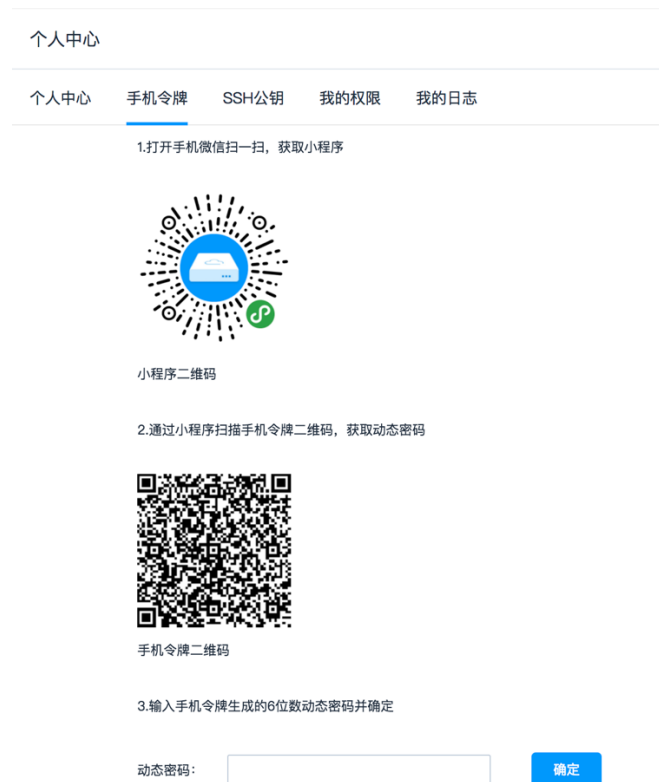 个人中心
个人中心 手机令牌 SSH公钥 我的权限 我的日志
1.打开手机微信扫一扫，获取小程序
小程序二维码
2.通过小程序扫描手机令牌二维码，获取动态密码
手机令牌二维码
3.输入手机令牌生成的6位数动态密码并确定
动态密码： 确定